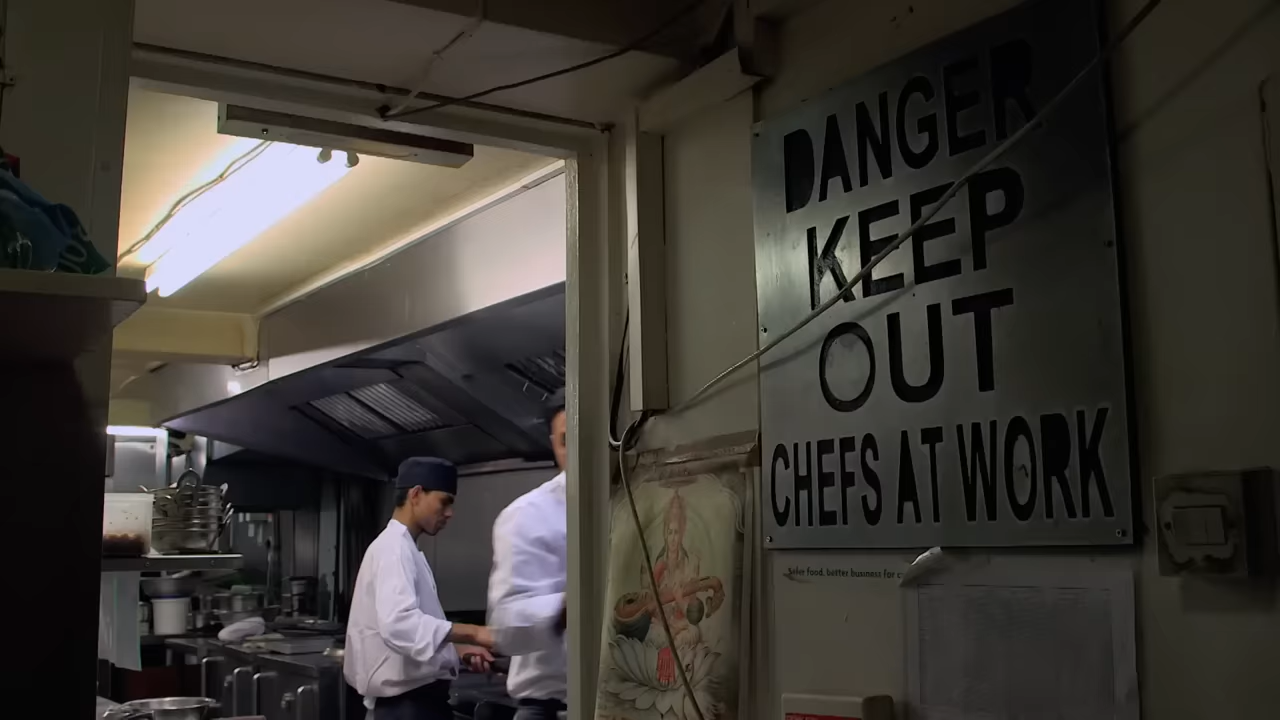 DANGER
KEEP
OUT
CHEFS AT WORK
Safer food, better business for c